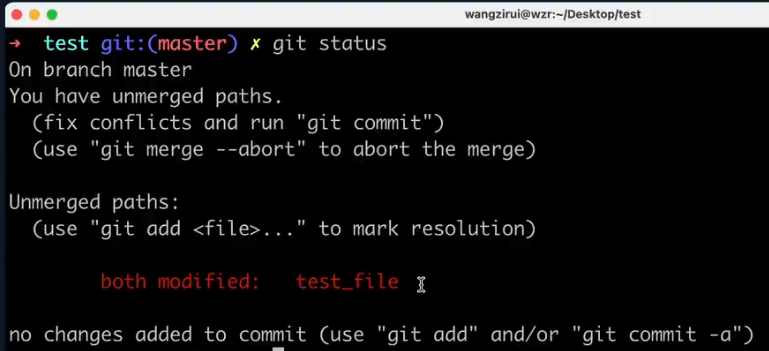 wangzirui@wzr:~/Desktop/test
→ test git:(master) ✗ git status
On branch master
You have unmerged paths.
  (fix conflicts and run "git commit")
  (use "git merge --abort" to abort the merge)

Unmerged paths:
  (use "git add <file>..." to mark resolution)

        both modified:   test_file

no changes added to commit (use "git add" and/or "git commit -a")